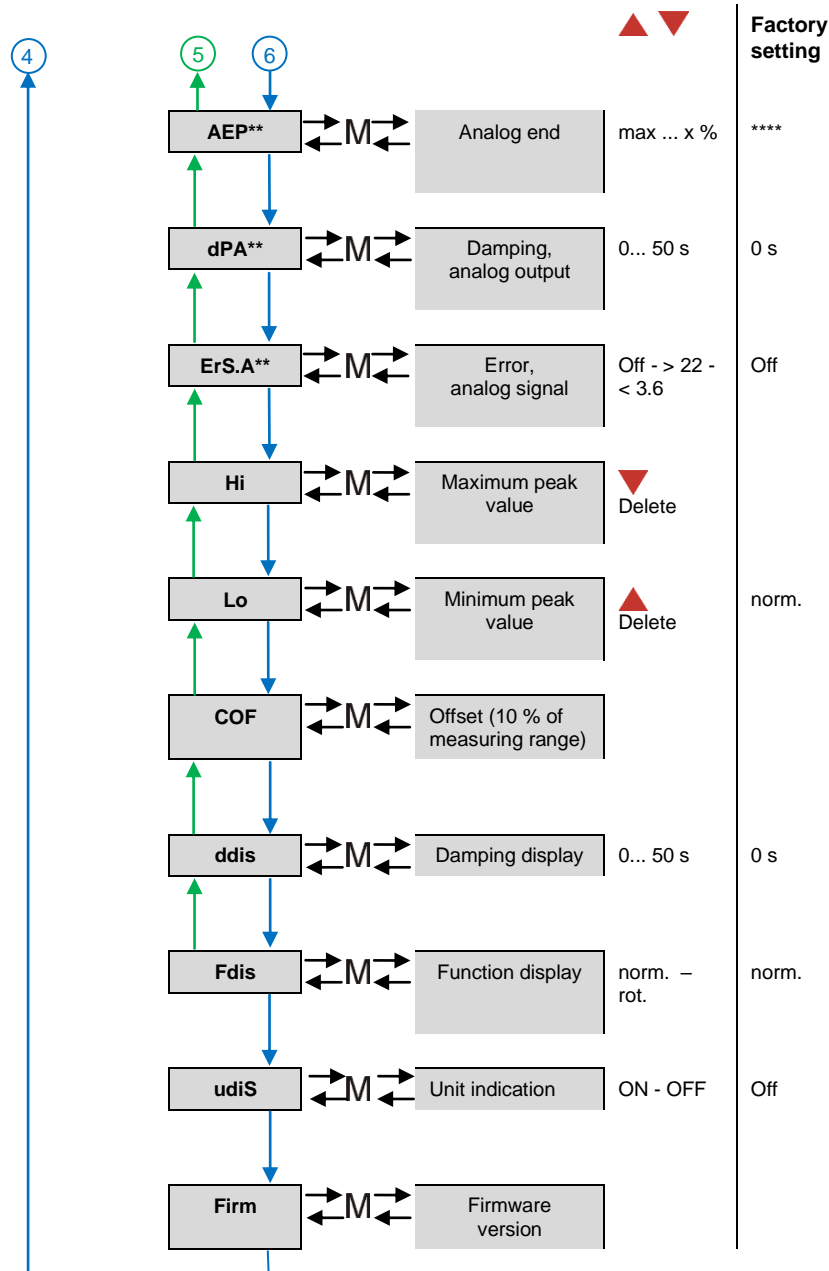 Factory
setting
4
5
6
AEP**
M
Analog end
max ... x %
****
dPA**
M
Damping,
analog output
0... 50 s
0 s
ErS.A**
M
Error,
analog signal
Off - > 22 -
< 3.6
Off
Hi
M
Maximum peak
value
Delete
Lo
M
Minimum peak
value
Delete
norm.
COF
M
Offset (10 % of
measuring range)
ddis
M
Damping display
0... 50 s
0 s
Fdis
M
Function display
norm. –
rot.
norm.
udiS
M
Unit indication
ON - OFF
Off
Firm
M
Firmware
version